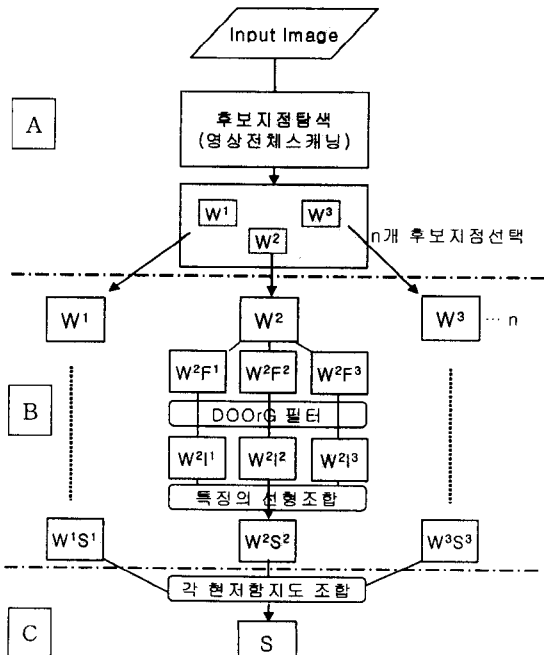 Input Image
A
후보지점탐색
(영상전체스캐닝)
W¹
W³
W²
n개 후보지점선택
W¹
W²
W³
... n
W²F¹
W²F²
W²F³
B
DOOrG 필터
W²I¹
W²I²
W²I³
특징의 선형조합
W¹S¹
W²S²
W³S³
각 현저함지도 조합
C
S